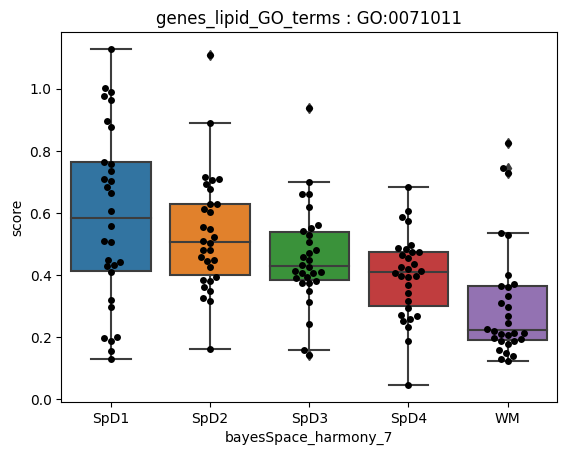 genes_lipid_GO_terms : GO:0071011
score
1.0
0.8
0.6
0.4
0.2
0.0
SpD1 SpD2 SpD3 SpD4 WM
bayesSpace_harmony_7